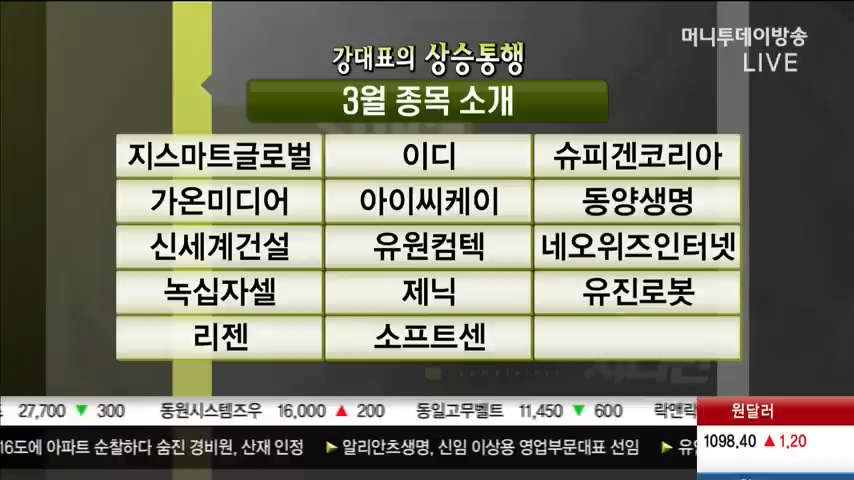 머니투데이방송
LIVE
강대표의 상승통행
3월 종목 소개
지스마트글로벌 이디 슈피겐코리아
가온미디어 아이씨케이 동양생명
신세계건설 유원컴텍 네오위즈인터넷
녹십자셀 제닉 유진로봇
리젠 소프트센
27,700 ▼ 300 동원시스템즈우 16,000 ▲ 200 동일고무벨트 11,450 ▼ 600 락앤락
원달러
1098.40 ▲1.20
16도에 아파트 순찰하다 숨진 경비원, 산재 인정 ▶알리안츠생명, 신임 이상용 영업부문대표 선임 ▶